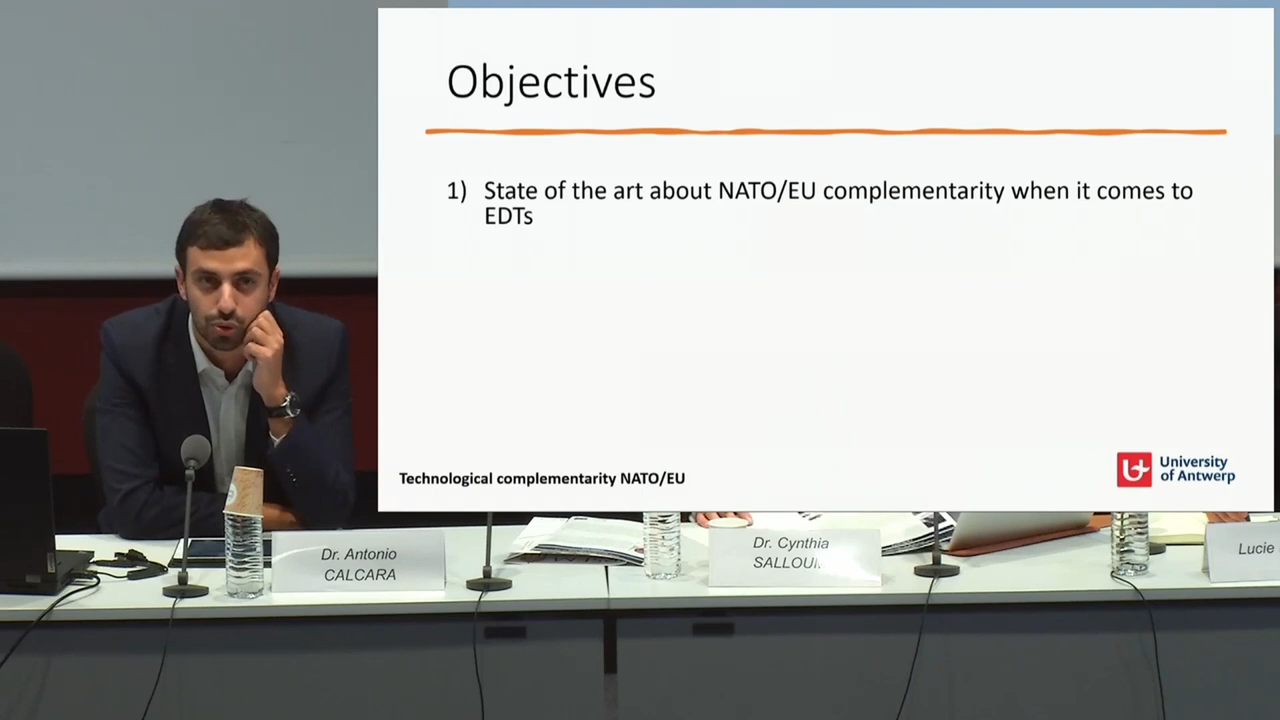 Objectives
1) State of the art about NATO/EU complementarity when it comes to
EDTs
Technological complementarity NATO/EU
University
of Antwerp
Dr. Antonio
CALCARA
Dr. Cynthia
Lucie